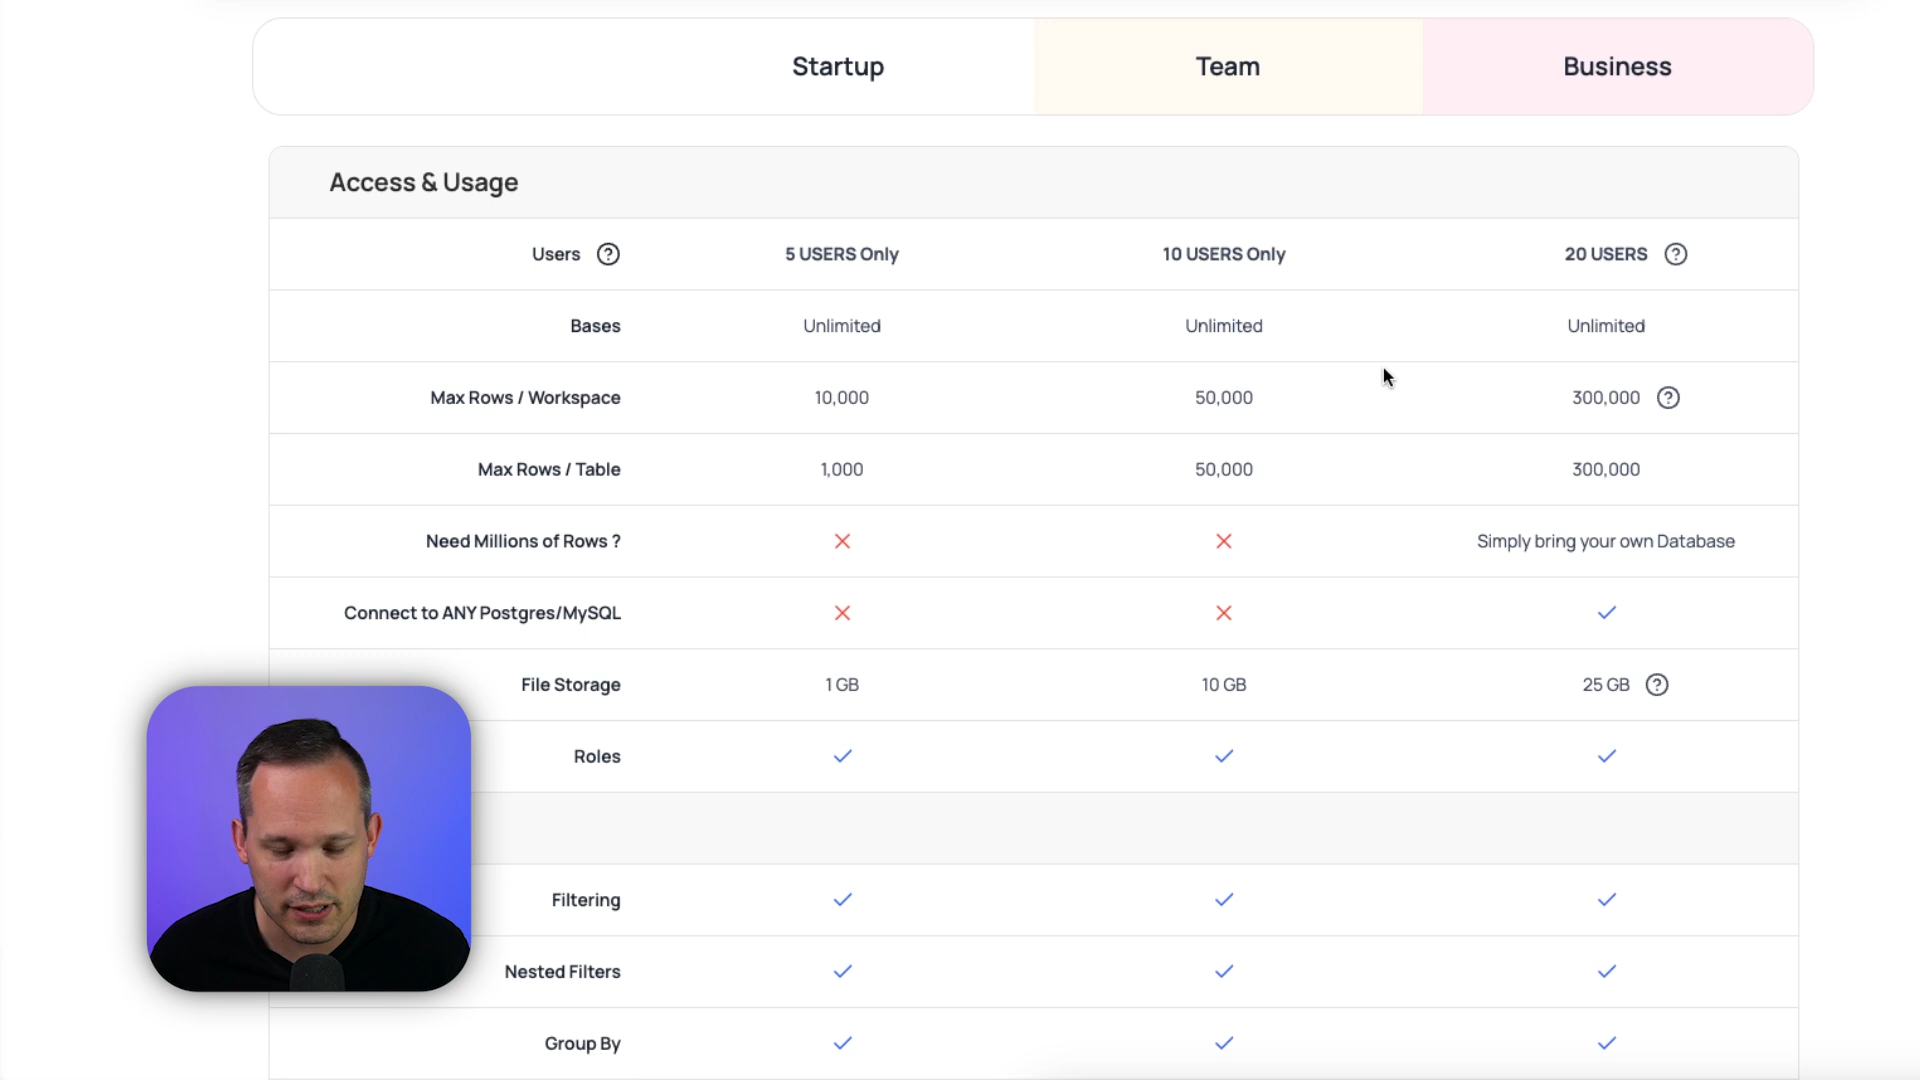 Startup Team Business
Access & Usage
Users ? 5 USERS Only 10 USERS Only 20 USERS ?
Bases Unlimited Unlimited Unlimited
Max Rows / Workspace 10,000 50,000 300,000 ?
Max Rows / Table 1,000 50,000 300,000
Need Millions of Rows ? Simply bring your own Database
Connect to ANY Postgres/MySQL
File Storage 1 GB 10 GB 25 GB ?
Roles
Filtering
Nested Filters
Group By